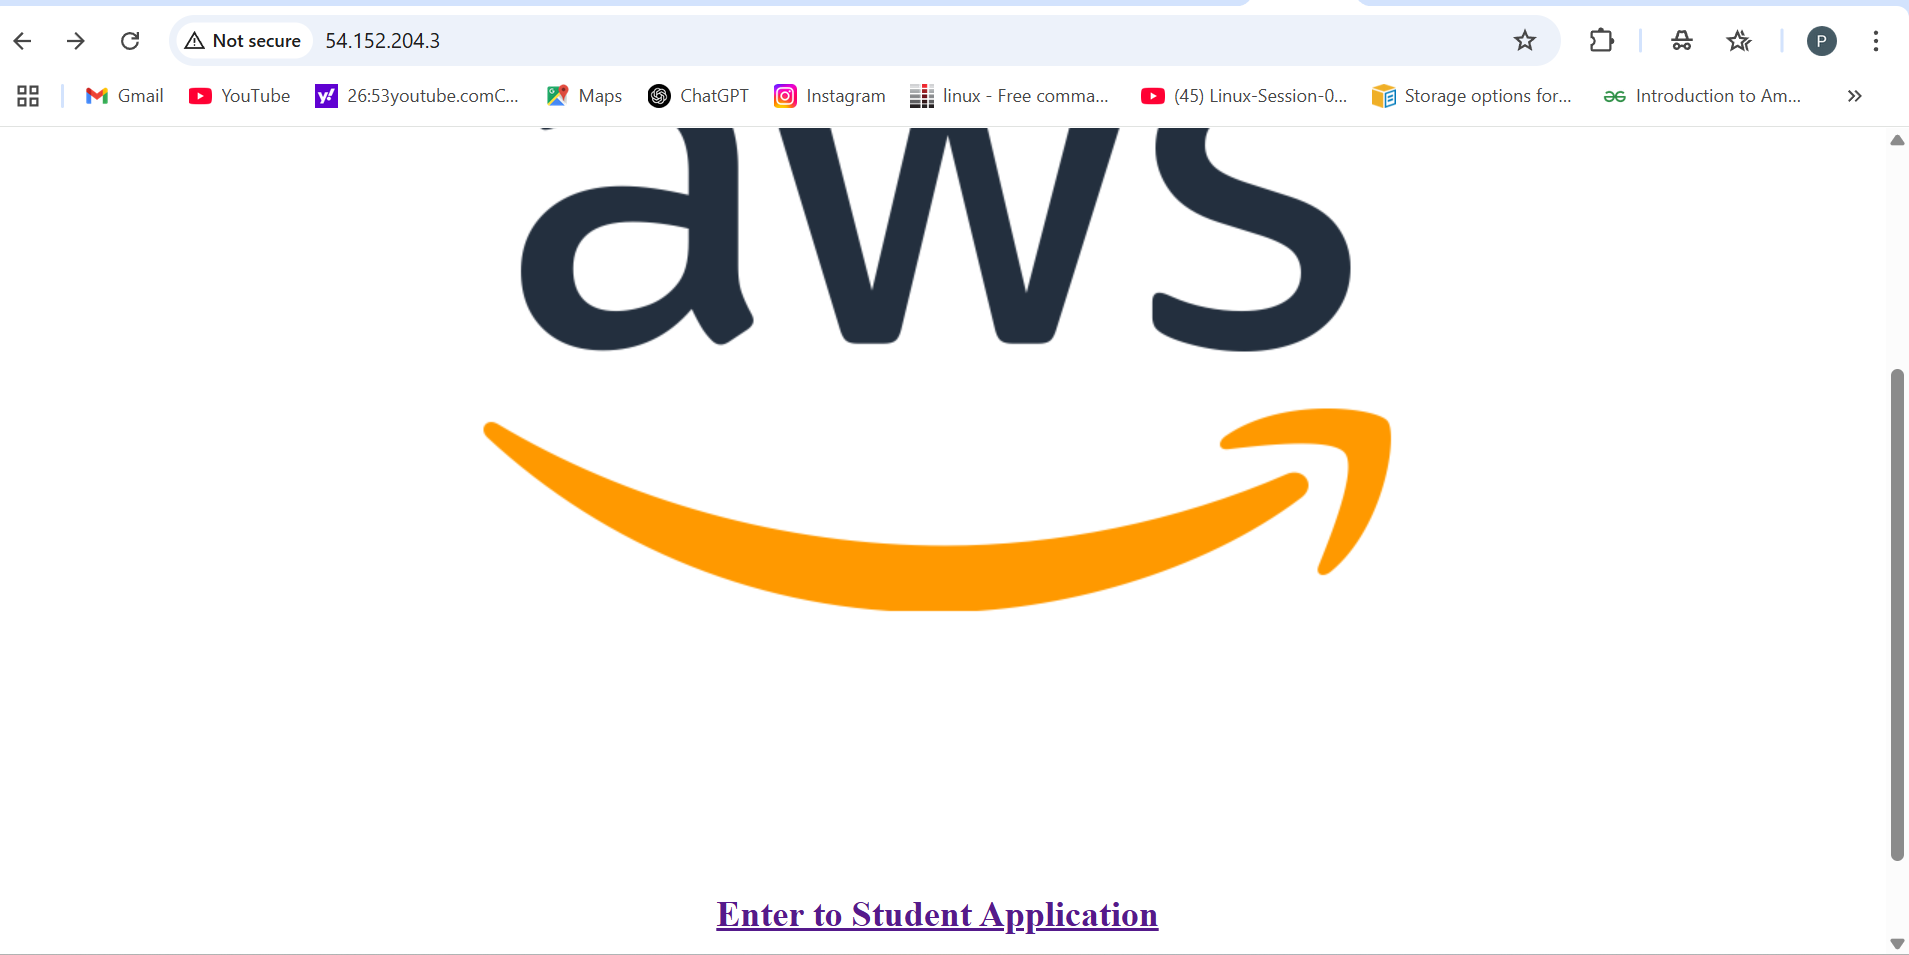 Not secure 54.152.204.3 P
Gmail YouTube 26:53youtube.comC... Maps ChatGPT Instagram linux - Free comma... (45) Linux-Session-0... Storage options for... Introduction to Am...
aws
Enter to Student Application